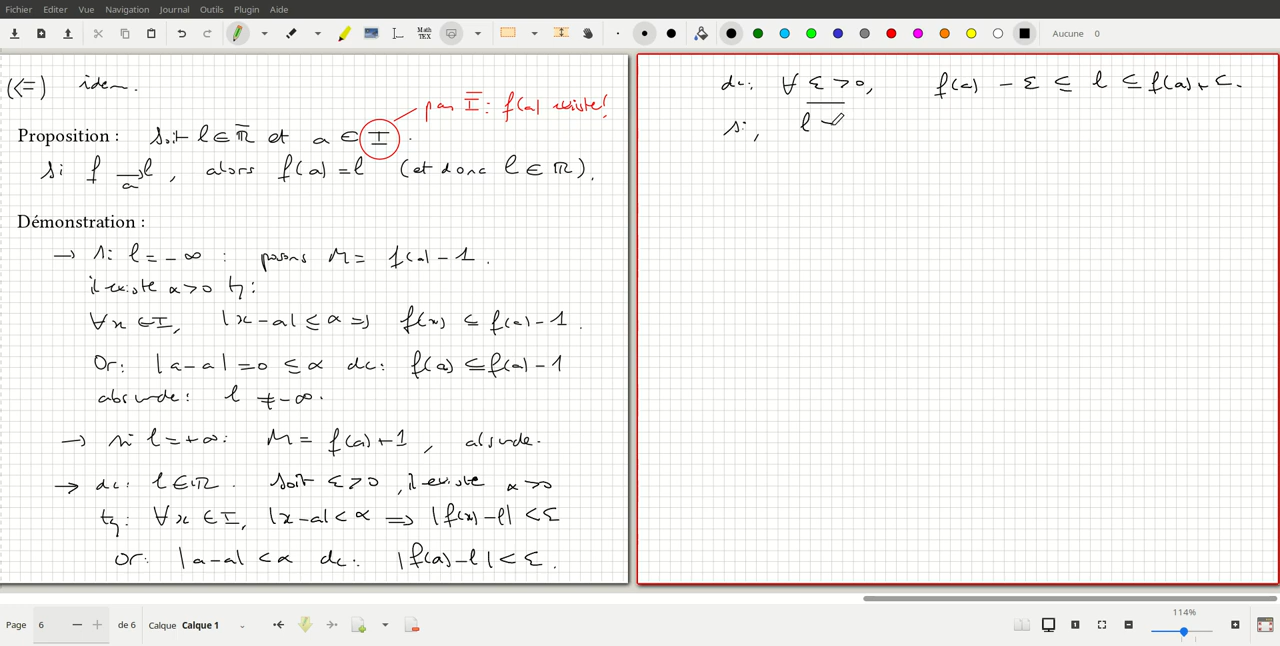 Fichier Editer Vue Navigation Journal Outils Plugin Aide
Math TEX Aucune 0
(<=) idem.
par I̅ : f(a) existe!
Proposition : Soit l ∈ R̅ et a ∈ I .
Si f →_a l , alors f(a) = l (et donc l ∈ R).
Démonstration :
→ Si l = -∞ : posons M = f(a) - 1 .
il existe α > 0 tq :
∀x ∈ I, |x-a| ≤ α => f(x) ≤ f(a) - 1 .
Or: |a-a| = 0 ≤ α dc: f(a) ≤ f(a) - 1
absurde: l ≠ -∞.
→ si l = +∞: M = f(a) + 1 , absurde.
→ dc: l ∈ R. Soit ε > 0 , il existe α > 0
tq: ∀x ∈ I, |x-a| < α => |f(x) - l| < ε
Or: |a-a| < α dc: |f(a) - l| < ε .
dc: ∀ ε > 0, f(a) - ε ≤ l ≤ f(a) + ε.
si, l
Page 6 de 6 Calque Calque 1 114%